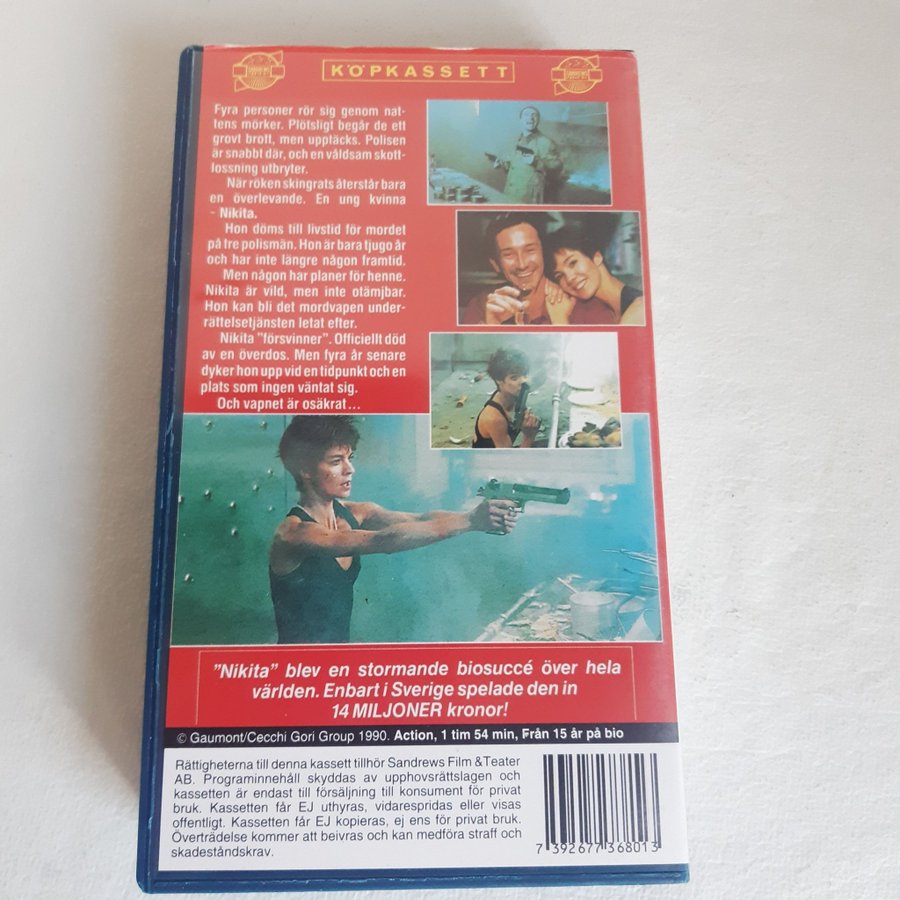 KÖPKASSETT
Fyra personer rör sig genom nat-
tens mörker. Plötsligt begår de ett
grovt brott, men upptäcks. Polisen
är snabbt där, och en våldsam skott-
lossning utbryter.
När röken skingrats återstår bara
en överlevande. En ung kvinna
- Nikita.
Hon döms till livstid för mordet
på tre polismän. Hon är bara tjugo år
och har inte längre någon framtid.
Men någon har planer för henne.
Nikita är vild, men inte otämjbar.
Hon kan bli det mordvapen under-
rättelsetjänsten letat efter.
Nikita "försvinner". Officiellt död
av en överdos. Men fyra år senare
dyker hon upp vid en tidpunkt och en
plats som ingen väntat sig.
Och vapnet är osäkrat...
"Nikita" blev en stormande biosuccé över hela
världen. Enbart i Sverige spelade den in
14 MILJONER kronor!
© Gaumont/Cecchi Gori Group 1990. Action, 1 tim 54 min, Från 15 år på bio
Rättigheterna till denna kassett tillhör Sandrews Film & Teater
AB. Programinnehåll skyddas av upphovsrättslagen och
kassetten är endast till försäljning till konsument för privat
bruk. Kassetten får EJ uthyras, vidarespridas eller visas
offentligt. Kassetten får EJ kopieras, ej ens för privat bruk.
Överträdelse kommer att beivras och kan medföra straff och
skadeståndskrav.
7 392677 368013